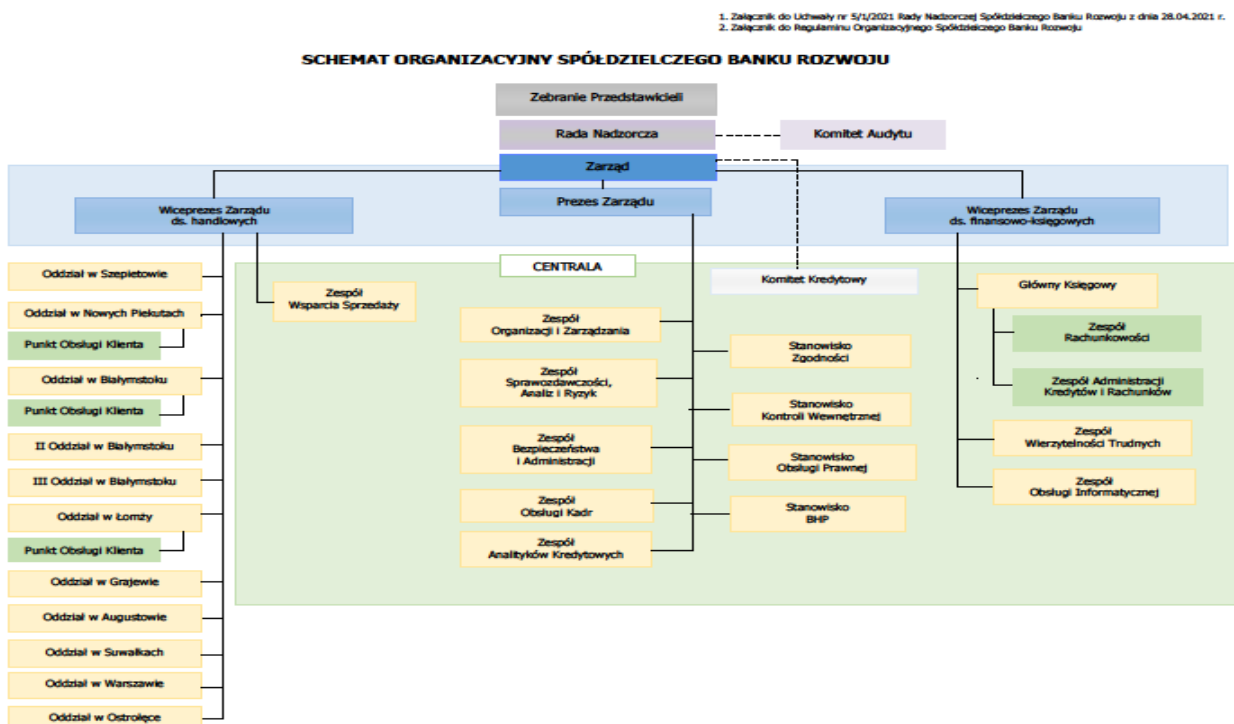 1. Załącznik do Uchwały nr 5/1/2021 Rady Nadzorczej Spółdzielczego Banku Rozwoju z dnia 28.04.2021 r.
2. Załącznik do Regulaminu Organizacyjnego Spółdzielczego Banku Rozwoju
SCHEMAT ORGANIZACYJNY SPÓŁDZIELCZEGO BANKU ROZWOJU
Zebranie Przedstawicieli
Rada Nadzorcza
Komitet Audytu
Zarząd
Prezes Zarządu
Wiceprezes Zarządu
ds. handlowych
Wiceprezes Zarządu
ds. finansowo-księgowych
Oddział w Szepietowie
Oddział w Nowych Piekutach
Punkt Obsługi Klienta
Oddział w Białymstoku
Punkt Obsługi Klienta
II Oddział w Białymstoku
III Oddział w Białymstoku
Oddział w Łomży
Punkt Obsługi Klienta
Oddział w Grajewie
Oddział w Augustowie
Oddział w Suwałkach
Oddział w Warszawie
Oddział w Ostrołęce
CENTRALA
Zespół
Wsparcia Sprzedaży
Zespół
Organizacji i Zarządzania
Zespół
Sprawozdawczości,
Analiz i Ryzyk
Zespół
Bezpieczeństwa
i Administracji
Zespół
Obsługi Kadr
Zespół
Analityków Kredytowych
Komitet Kredytowy
Stanowisko
Zgodności
Stanowisko
Kontroli Wewnętrznej
Stanowisko
Obsługi Prawnej
Stanowisko
BHP
Główny Księgowy
Zespół
Rachunkowości
Zespół Administracji
Kredytów i Rachunków
Zespół
Wierzytelności Trudnych
Zespół
Obsługi Informatycznej